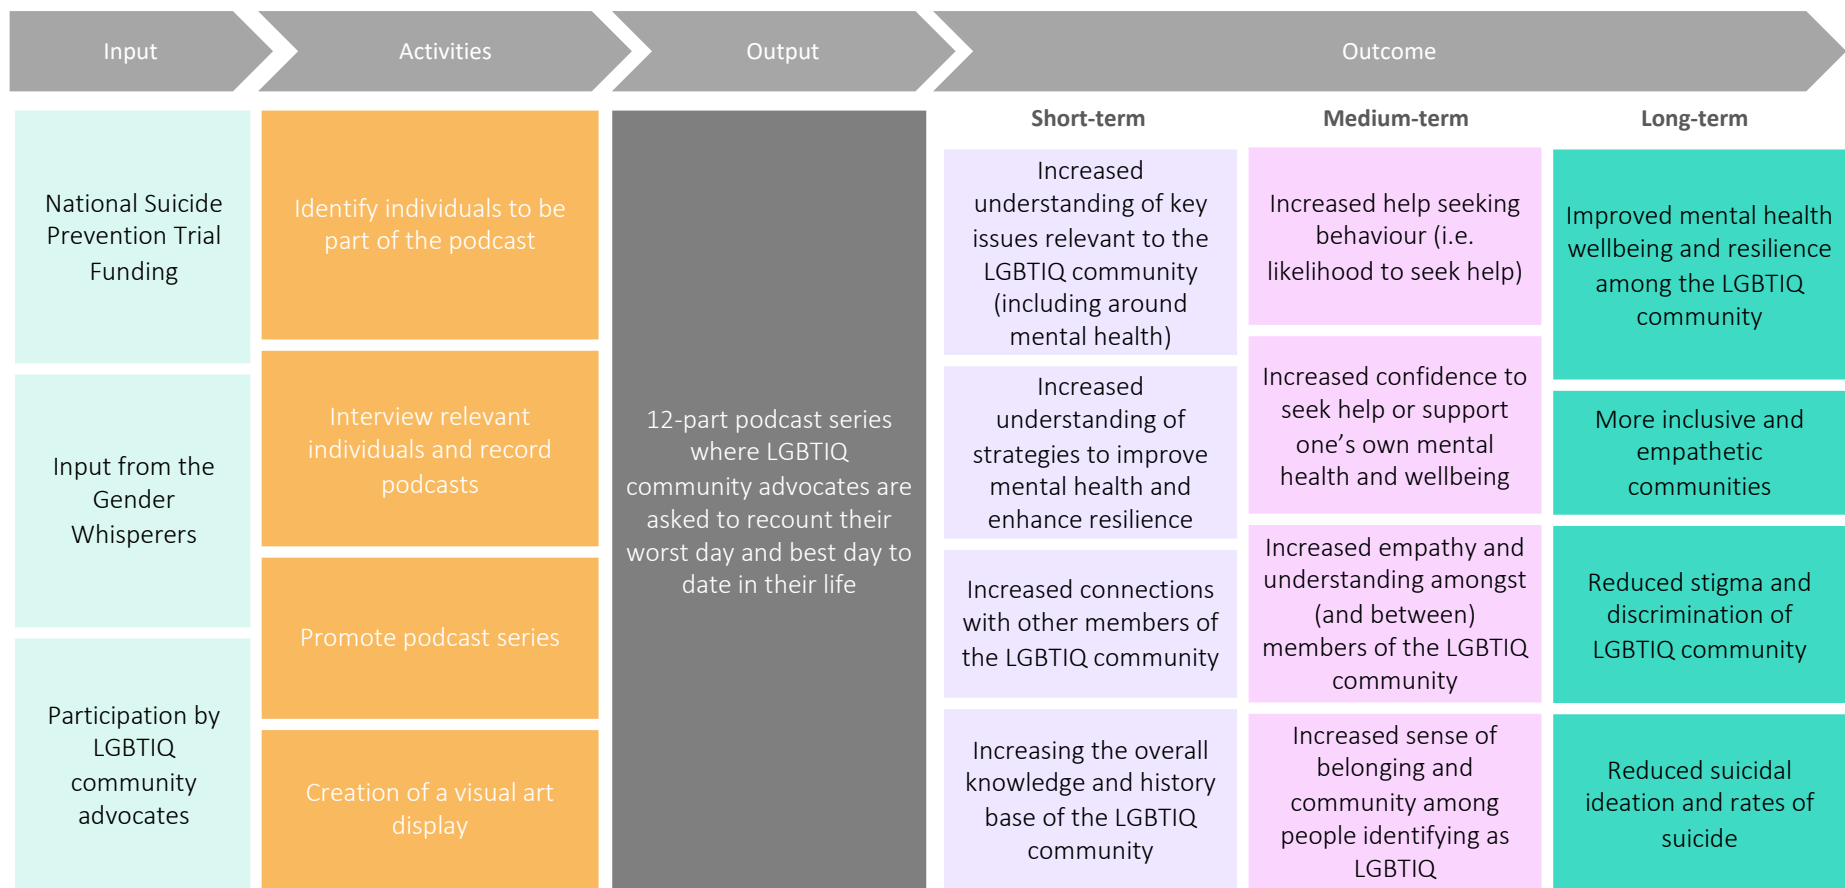 Input
Activities
Output
Outcome
Short-term
Medium-term
Long-term
National Suicide
Prevention Trial
Funding
Input from the
Gender
Whisperers
Participation by
LGBTIQ
community
advocates
Identify individuals to be
part of the podcast
Interview relevant
individuals and record
podcasts
Promote podcast series
Creation of a visual art
display
12-part podcast series
where LGBTIQ
community advocates are
asked to recount their
worst day and best day to
date in their life
Increased
understanding of key
issues relevant to the
LGBTIQ community
(including around
mental health)
Increased
understanding of
strategies to improve
mental health and
enhance resilience
Increased connections
with other members of
the LGBTIQ community
Increasing the overall
knowledge and history
base of the LGBTIQ
community
Increased help seeking
behaviour (i.e.
likelihood to seek help)
Increased confidence to
seek help or support
one’s own mental
health and wellbeing
Increased empathy and
understanding amongst
(and between)
members of the LGBTIQ
community
Increased sense of
belonging and
community among
people identifying as
LGBTIQ
Improved mental health
wellbeing and resilience
among the LGBTIQ
community
More inclusive and
empathetic
communities
Reduced stigma and
discrimination of
LGBTIQ community
Reduced suicidal
ideation and rates of
suicide